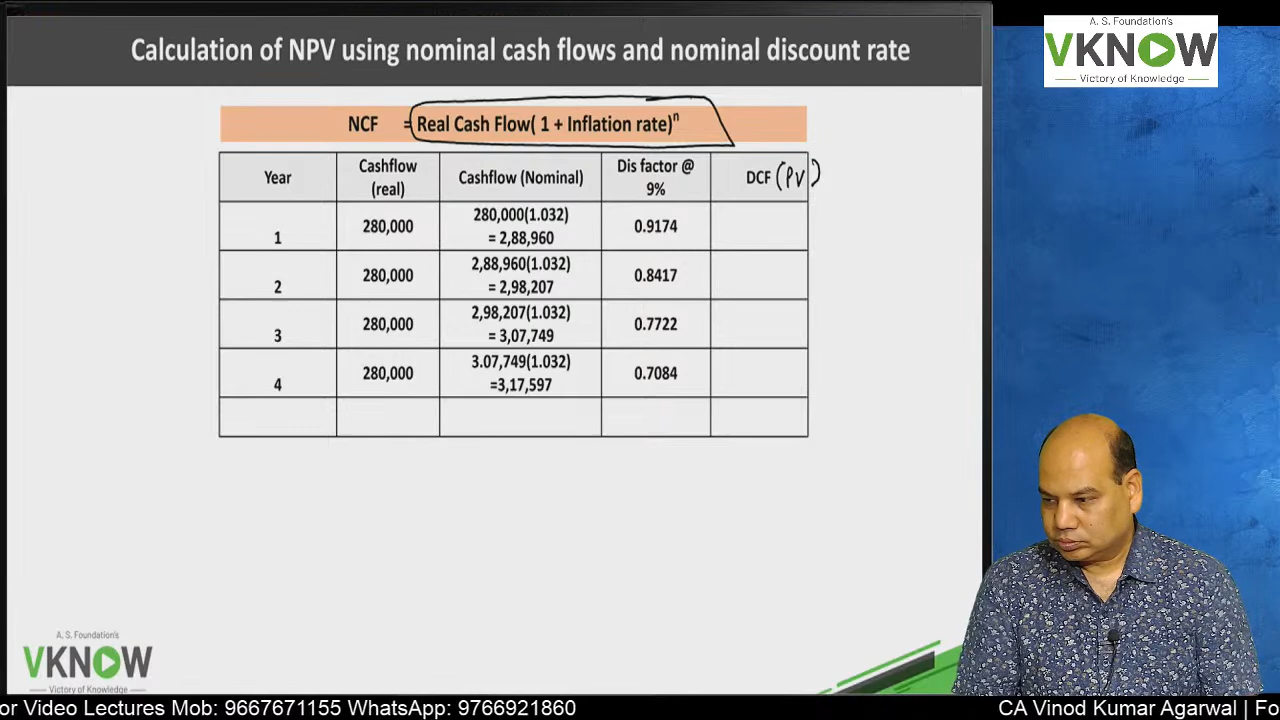 Calculation of NPV using nominal cash flows and nominal discount rate
A. S. Foundation's
VKNOW
Victory of Knowledge
NCF = Real Cash Flow( 1 + Inflation rate)ⁿ
Year
Cashflow (real)
Cashflow (Nominal)
Dis factor @ 9%
DCF (PV)
1
280,000
280,000(1.032)
= 2,88,960
0.9174
2
280,000
2,88,960(1.032)
= 2,98,207
0.8417
3
280,000
2,98,207(1.032)
= 3,07,749
0.7722
4
280,000
3.07,749(1.032)
=3,17,597
0.7084
A. S. Foundation's
VKNOW
Victory of Knowledge
or Video Lectures Mob: 9667671155 WhatsApp: 9766921860
CA Vinod Kumar Agarwal | Fo